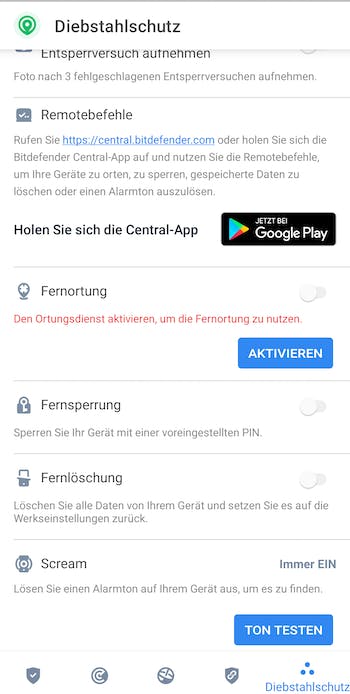 Diebstahlschutz
Entsperrversuch aufnehmen
Foto nach 3 fehlgeschlagenen Entsperrversuchen aufnehmen.
Remotebefehle
Rufen Sie https://central.bitdefender.com oder holen Sie sich die
Bitdefender Central-App auf und nutzen Sie die Remotebefehle,
um Ihre Geräte zu orten, zu sperren, gespeicherte Daten zu
löschen oder einen Alarmton auszulösen.
Holen Sie sich die Central-App
JETZT BEI
Google Play
Fernortung
Den Ortungsdienst aktivieren, um die Fernortung zu nutzen.
AKTIVIEREN
Fernsperrung
Sperren Sie Ihr Gerät mit einer voreingestellten PIN.
Fernlöschung
Löschen Sie alle Daten von Ihrem Gerät und setzen Sie es auf die
Werkseinstellungen zurück.
Scream Immer EIN
Lösen Sie einen Alarmton auf Ihrem Gerät aus, um es zu finden.
TON TESTEN
Diebstahlschutz